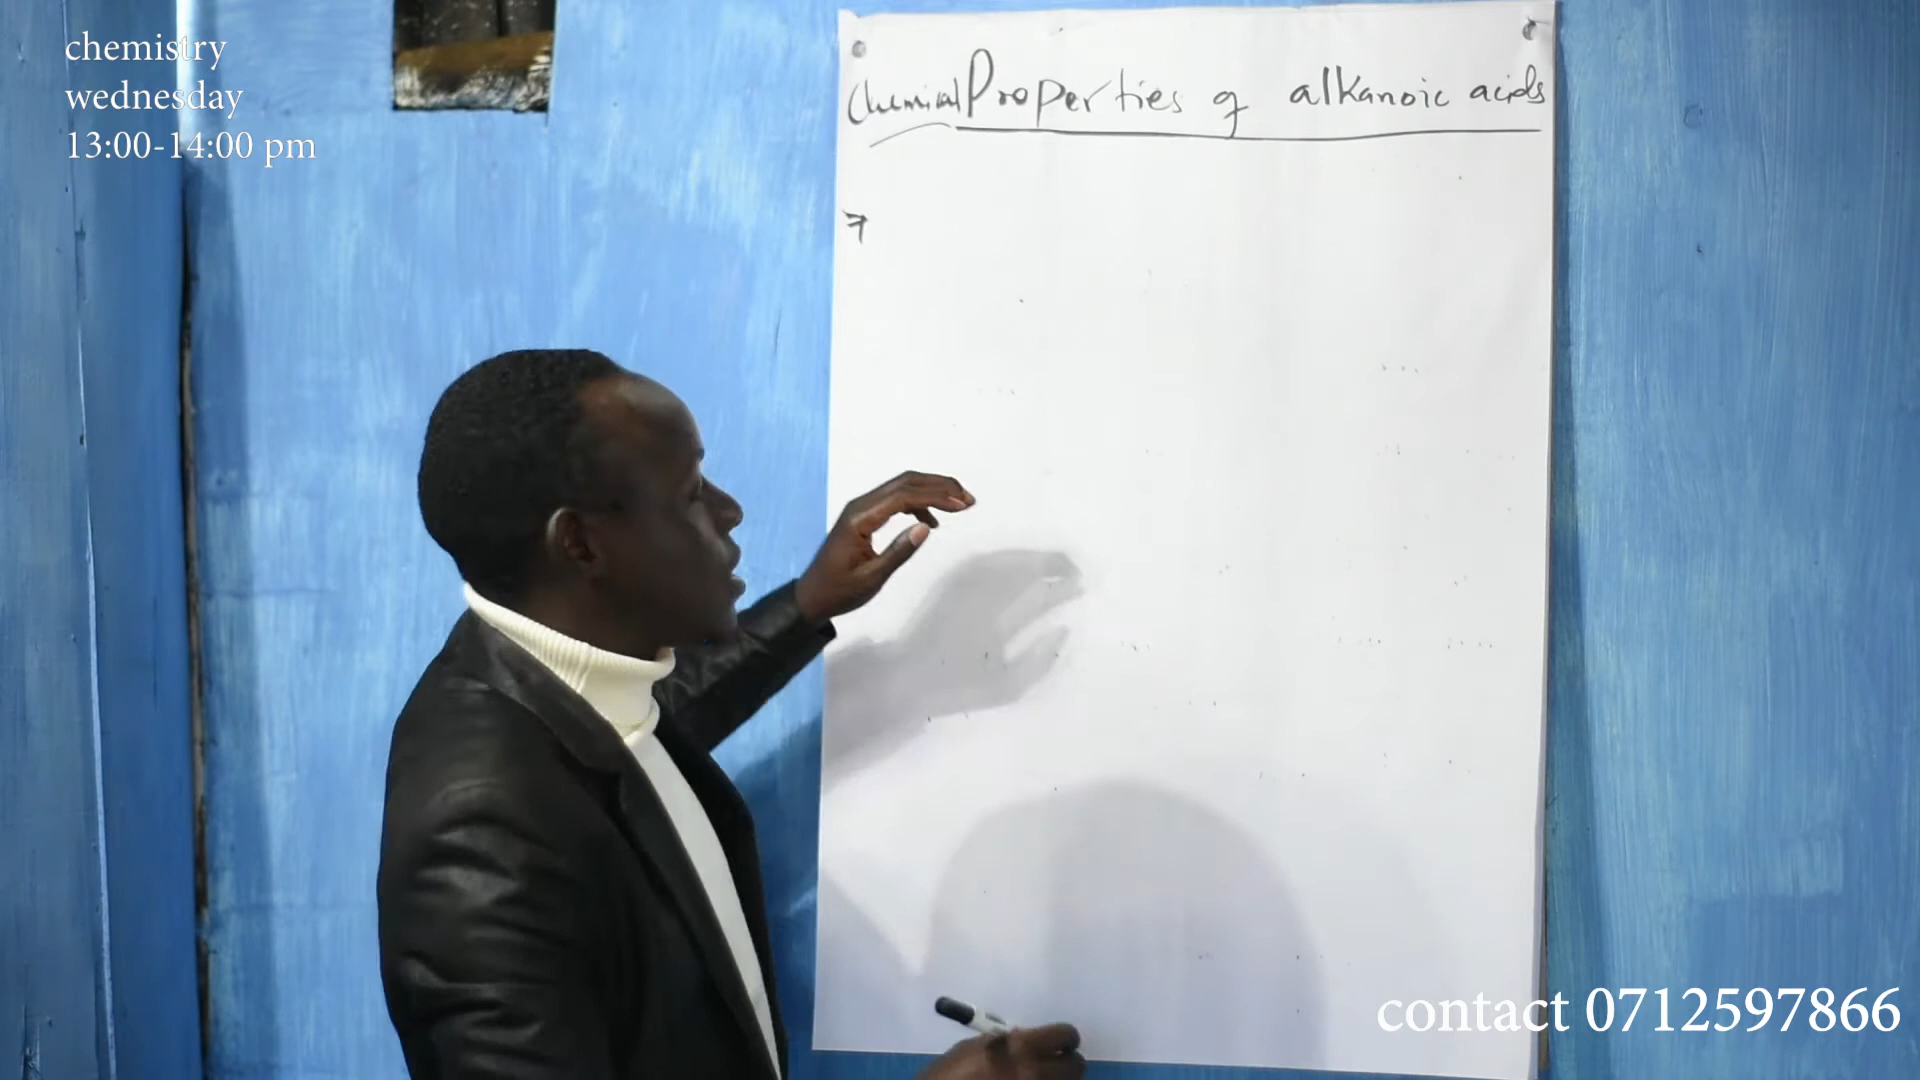 chemistry
wednesday
13:00-14:00 pm
Chemical Properties of alkanoic acids
contact 0712597866